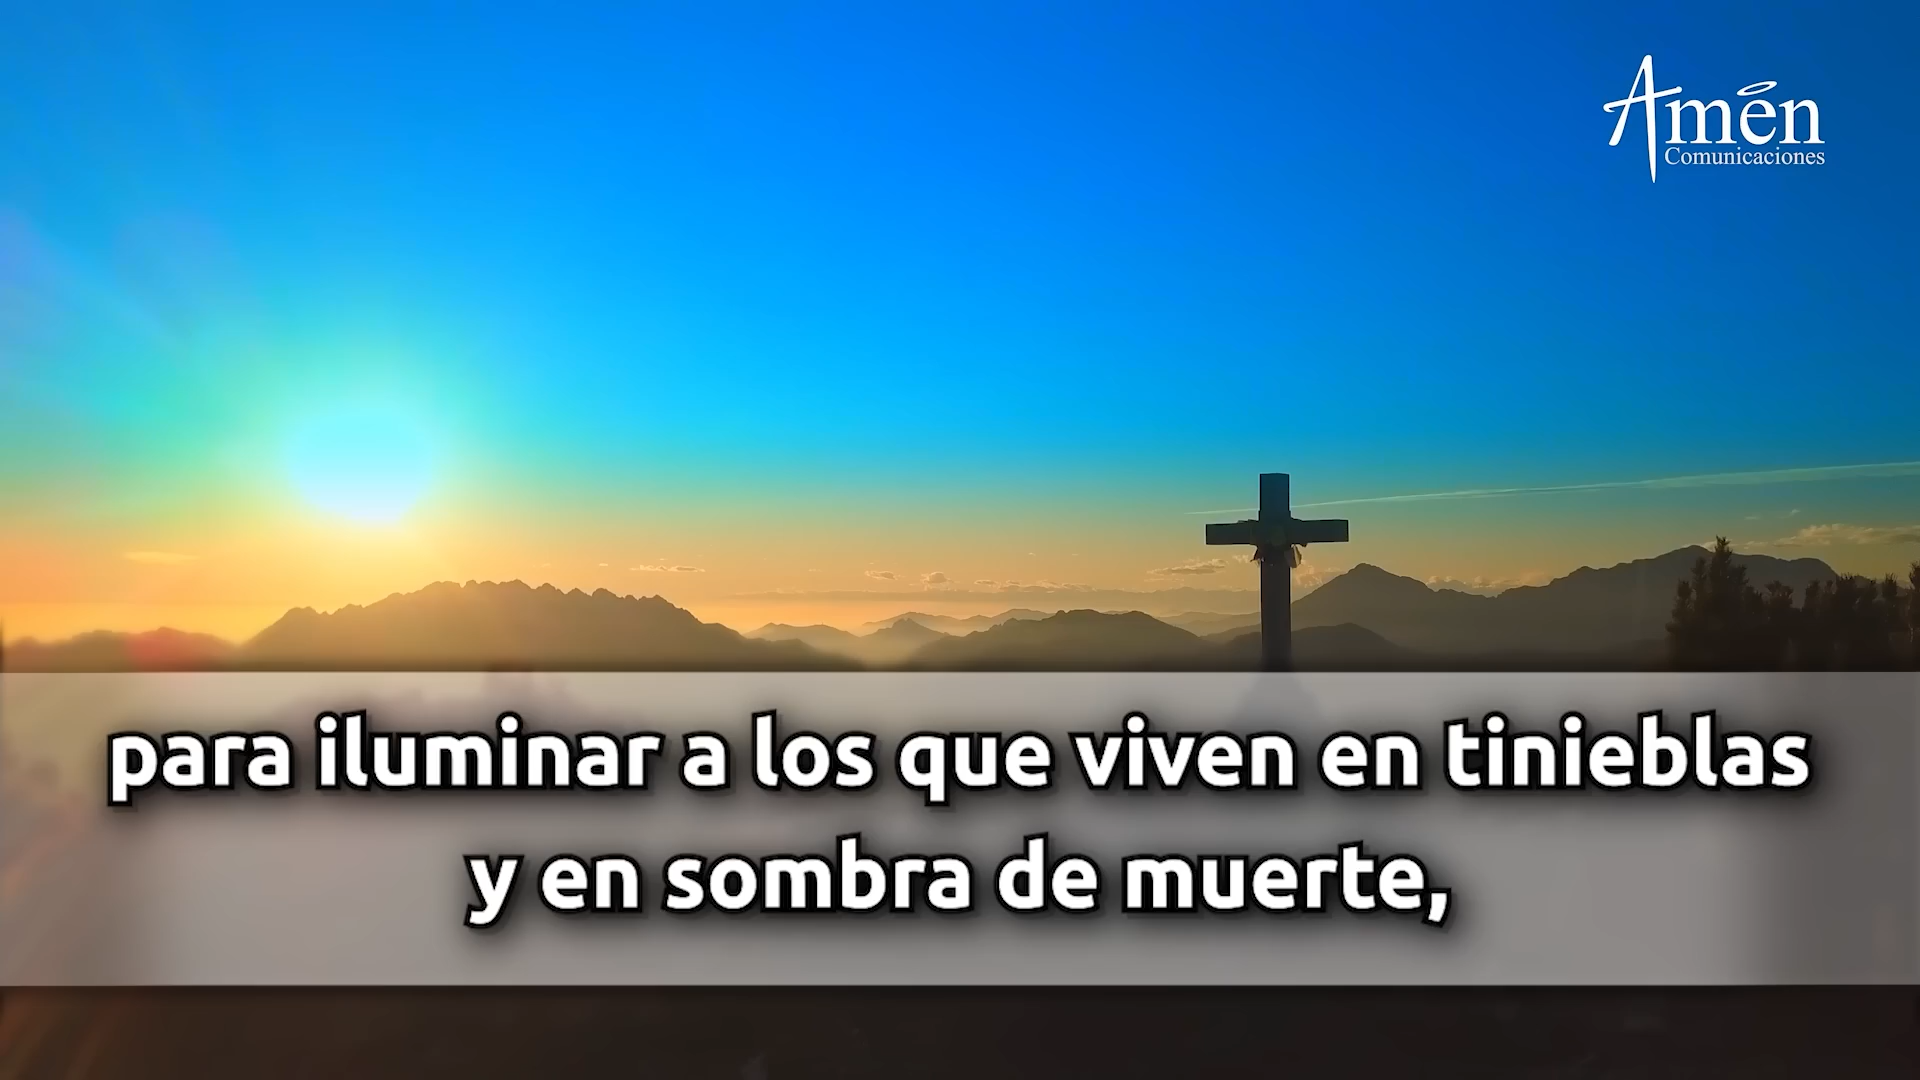 Amén
Comunicaciones
para iluminar a los que viven en tinieblas
y en sombra de muerte,